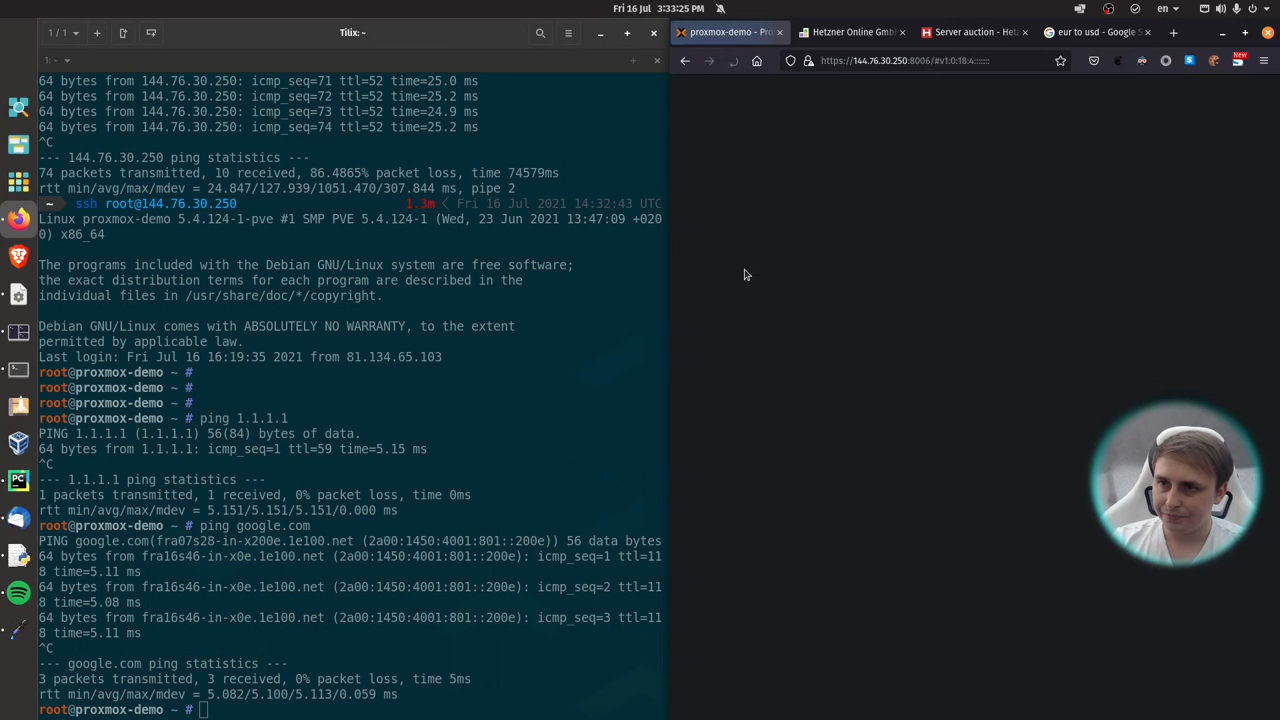 Fri 16 Jul 3:33:25 PM
en
1 / 1
Tilix: ~
1: ~
64 bytes from 144.76.30.250: icmp_seq=71 ttl=52 time=25.0 ms
64 bytes from 144.76.30.250: icmp_seq=72 ttl=52 time=25.2 ms
64 bytes from 144.76.30.250: icmp_seq=73 ttl=52 time=24.9 ms
64 bytes from 144.76.30.250: icmp_seq=74 ttl=52 time=25.2 ms
^C
--- 144.76.30.250 ping statistics ---
74 packets transmitted, 10 received, 86.4865% packet loss, time 74579ms
rtt min/avg/max/mdev = 24.847/127.939/1051.470/307.844 ms, pipe 2
~ ssh root@144.76.30.250 1.3m < Fri 16 Jul 2021 14:32:43 UTC
Linux proxmox-demo 5.4.124-1-pve #1 SMP PVE 5.4.124-1 (Wed, 23 Jun 2021 13:47:09 +020
0) x86_64
The programs included with the Debian GNU/Linux system are free software;
the exact distribution terms for each program are described in the
individual files in /usr/share/doc/*/copyright.
Debian GNU/Linux comes with ABSOLUTELY NO WARRANTY, to the extent
permitted by applicable law.
Last login: Fri Jul 16 16:19:35 2021 from 81.134.65.103
root@proxmox-demo ~ #
root@proxmox-demo ~ #
root@proxmox-demo ~ #
root@proxmox-demo ~ # ping 1.1.1.1
PING 1.1.1.1 (1.1.1.1) 56(84) bytes of data.
64 bytes from 1.1.1.1: icmp_seq=1 ttl=59 time=5.15 ms
^C
--- 1.1.1.1 ping statistics ---
1 packets transmitted, 1 received, 0% packet loss, time 0ms
rtt min/avg/max/mdev = 5.151/5.151/5.151/0.000 ms
root@proxmox-demo ~ # ping google.com
PING google.com(fra07s28-in-x200e.1e100.net (2a00:1450:4001:801::200e)) 56 data bytes
64 bytes from fra16s46-in-x0e.1e100.net (2a00:1450:4001:801::200e): icmp_seq=1 ttl=11
8 time=5.11 ms
64 bytes from fra16s46-in-x0e.1e100.net (2a00:1450:4001:801::200e): icmp_seq=2 ttl=11
8 time=5.08 ms
64 bytes from fra16s46-in-x0e.1e100.net (2a00:1450:4001:801::200e): icmp_seq=3 ttl=11
8 time=5.11 ms
^C
--- google.com ping statistics ---
3 packets transmitted, 3 received, 0% packet loss, time 5ms
rtt min/avg/max/mdev = 5.082/5.100/5.113/0.059 ms
root@proxmox-demo ~ #
PC
proxmox-demo - Pro
Hetzner Online Gmb
Server auction - Hetz
eur to usd - Google S
https://144.76.30.250:8006/#v1:0:18:4:::::::
New